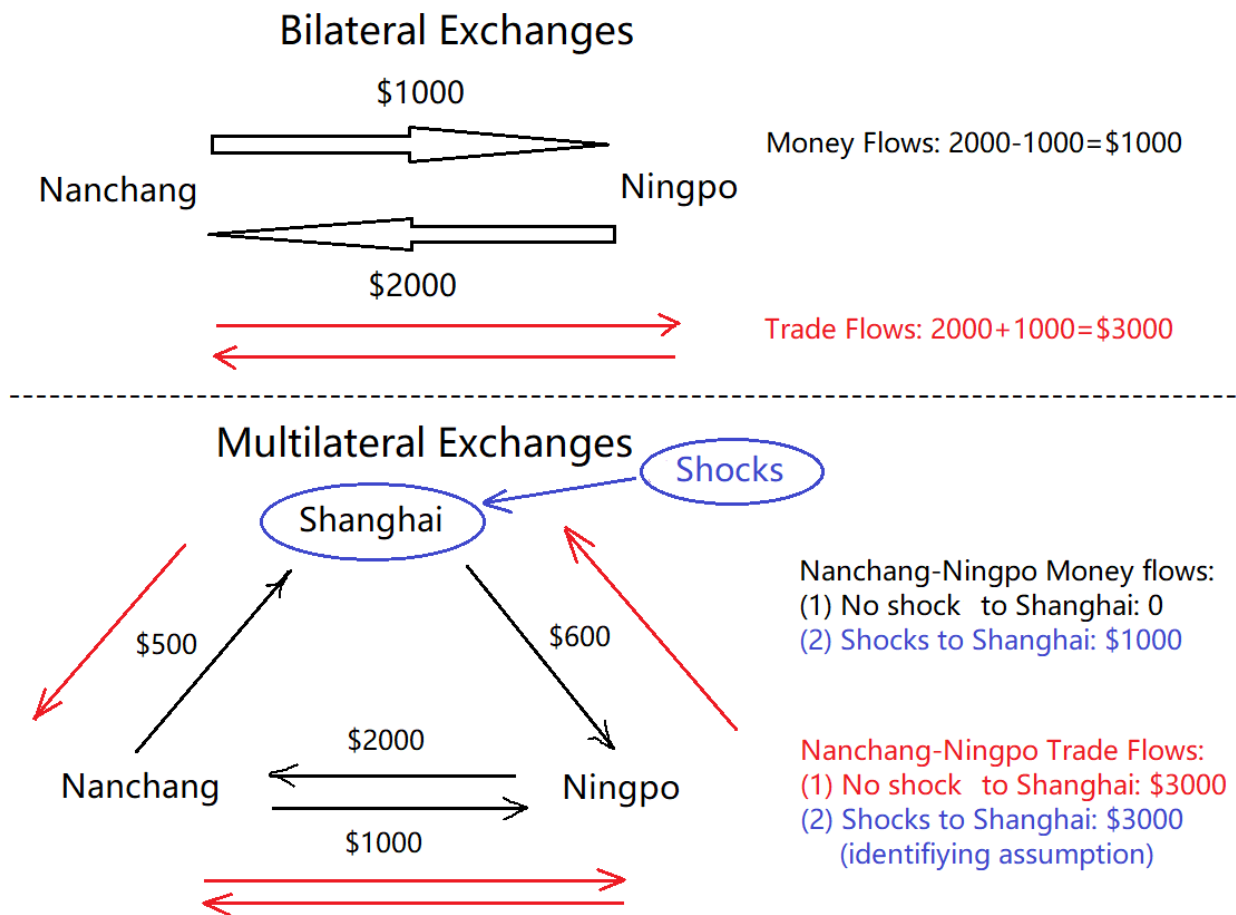 Bilateral Exchanges
$1000
Money Flows: 2000-1000=$1000
Nanchang
Ningpo
$2000
Trade Flows: 2000+1000=$3000
Multilateral Exchanges
Shocks
Shanghai
Nanchang-Ningpo Money flows:
(1) No shock to Shanghai: 0
(2) Shocks to Shanghai: $1000
$500
$600
$2000
Nanchang
Ningpo
$1000
Nanchang-Ningpo Trade Flows:
(1) No shock to Shanghai: $3000
(2) Shocks to Shanghai: $3000
(identifiying assumption)